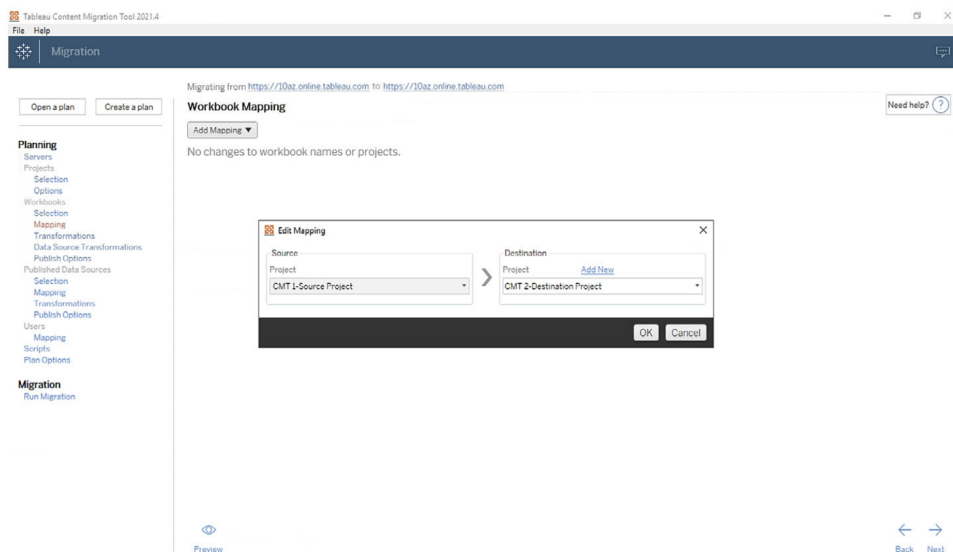 Tableau Content Migration Tool 2021.4
File Help
Migration
Open a plan
Create a plan
Planning
Servers
Projects
Selection
Options
Workbooks
Selection
Mapping
Transformations
Data Source Transformations
Publish Options
Published Data Sources
Selection
Mapping
Transformations
Publish Options
Users
Mapping
Scripts
Plan Options
Migration
Run Migration
Migrating from https://10az.online.tableau.com to https://10az.online.tableau.com
Workbook Mapping
Need help? ?
Add Mapping ▼
No changes to workbook names or projects.
Edit Mapping
Source
Project
CMT 1-Source Project
Destination
Project Add New
CMT 2-Destination Project
OK Cancel
Preview
Back Next